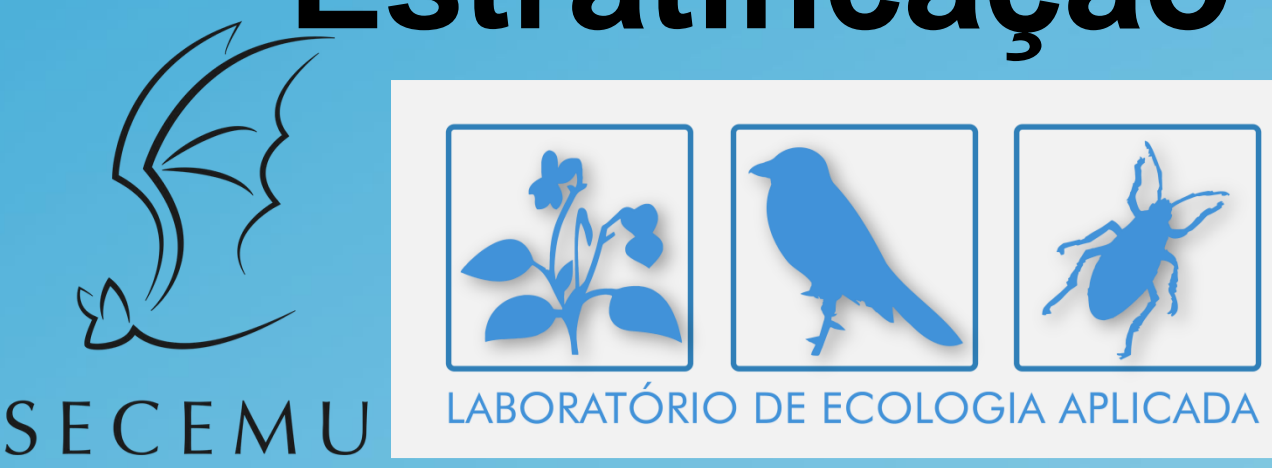 Estratificação
SECEMU
LABORATÓRIO DE ECOLOGIA APLICADA